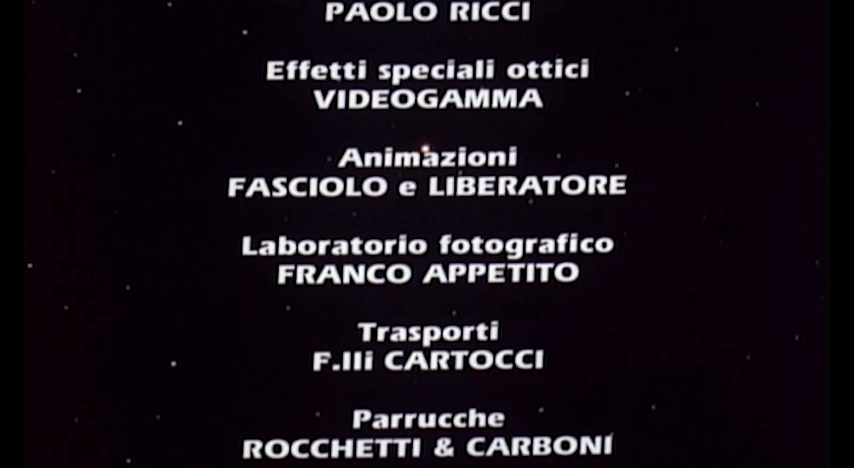 PAOLO RICCI
Effetti speciali ottici
VIDEOGAMMA
Animazioni
FASCIOLO e LIBERATORE
Laboratorio fotografico
FRANCO APPETITO
Trasporti
F.lli CARTOCCI
Parrucche
ROCCHETTI & CARBONI